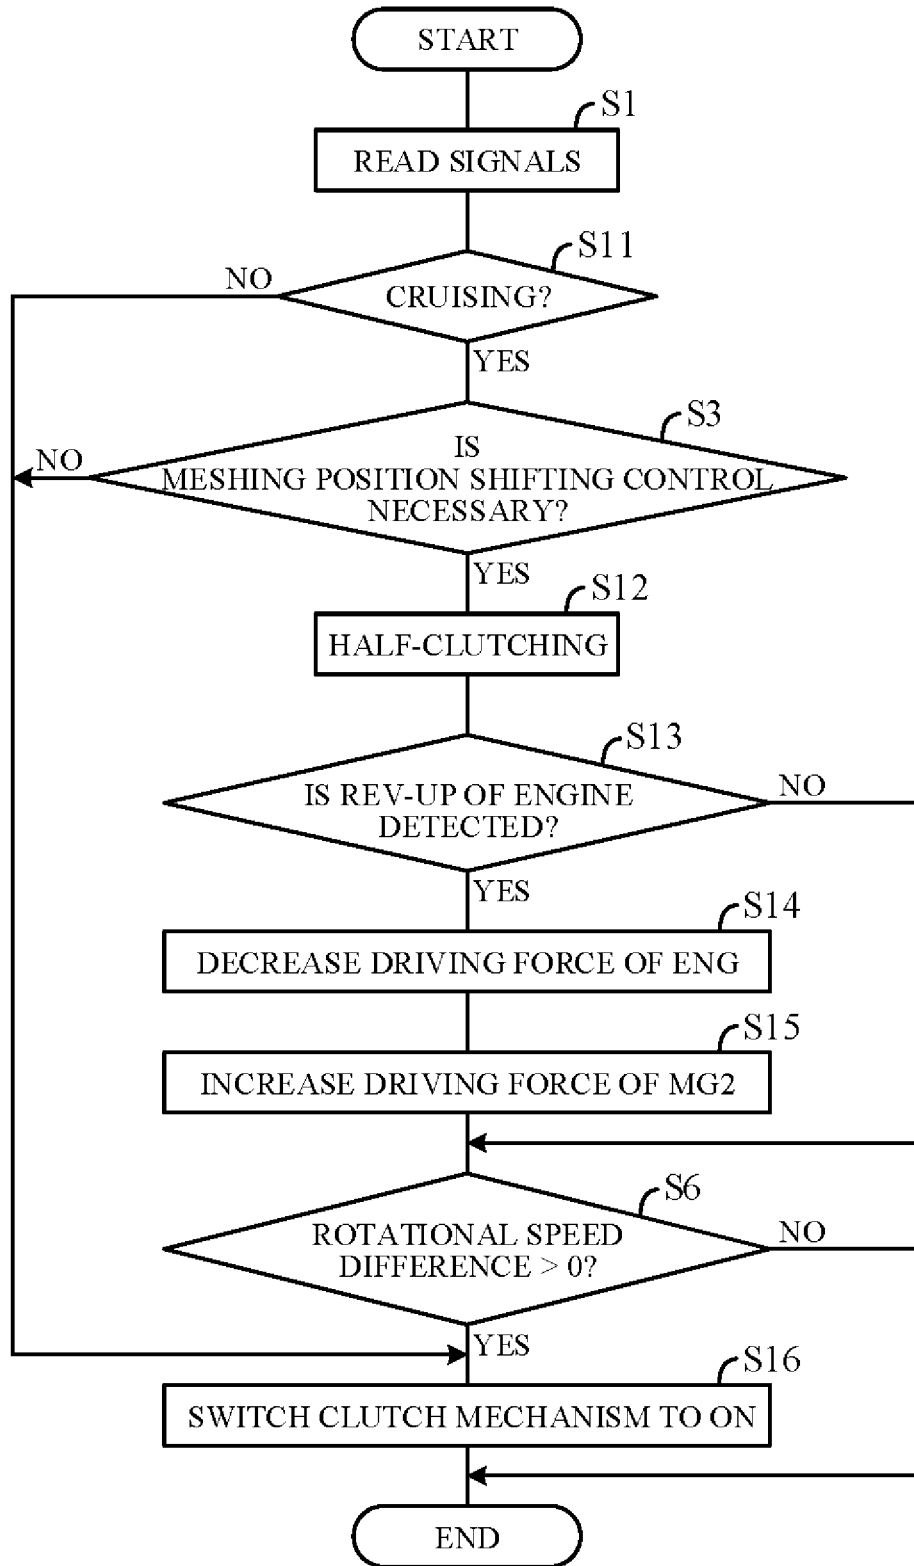 START
S1
READ SIGNALS
S11
NO
CRUISING?
YES
S3
NO
IS
MESHING POSITION SHIFTING CONTROL
NECESSARY?
YES
S12
HALF-CLUTCHING
S13
NO
IS REV-UP OF ENGINE
DETECTED?
YES
S14
DECREASE DRIVING FORCE OF ENG
S15
INCREASE DRIVING FORCE OF MG2
S6
NO
ROTATIONAL SPEED
DIFFERENCE > 0?
YES
S16
SWITCH CLUTCH MECHANISM TO ON
END